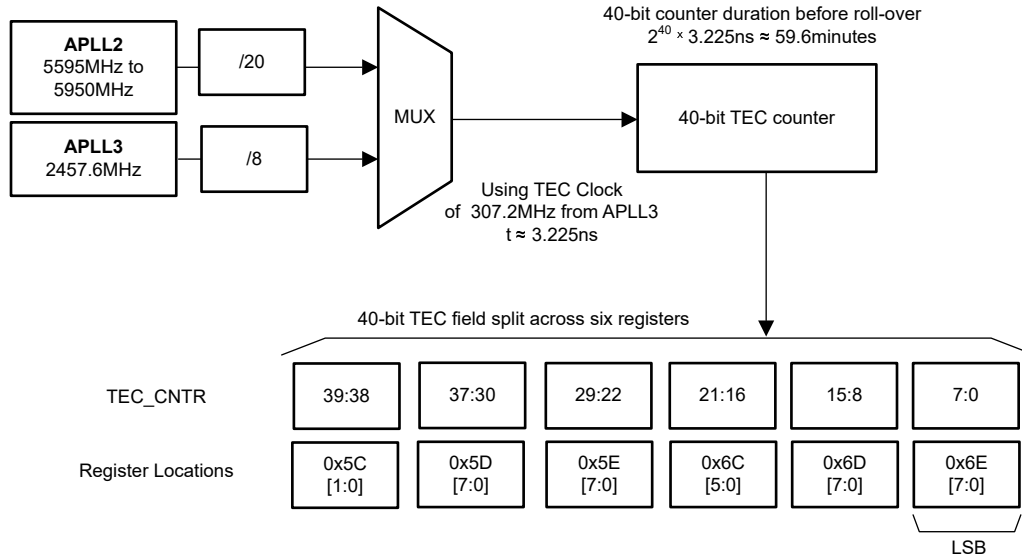 APLL2
5595MHz to
5950MHz
/20
APLL3
2457.6MHz
/8
MUX
40-bit counter duration before roll-over
2^40 x 3.225ns ≈ 59.6minutes
40-bit TEC counter
Using TEC Clock
of 307.2MHz from APLL3
t ≈ 3.225ns
40-bit TEC field split across six registers
TEC_CNTR
39:38
37:30
29:22
21:16
15:8
7:0
Register Locations
0x5C
[1:0]
0x5D
[7:0]
0x5E
[7:0]
0x6C
[5:0]
0x6D
[7:0]
0x6E
[7:0]
LSB